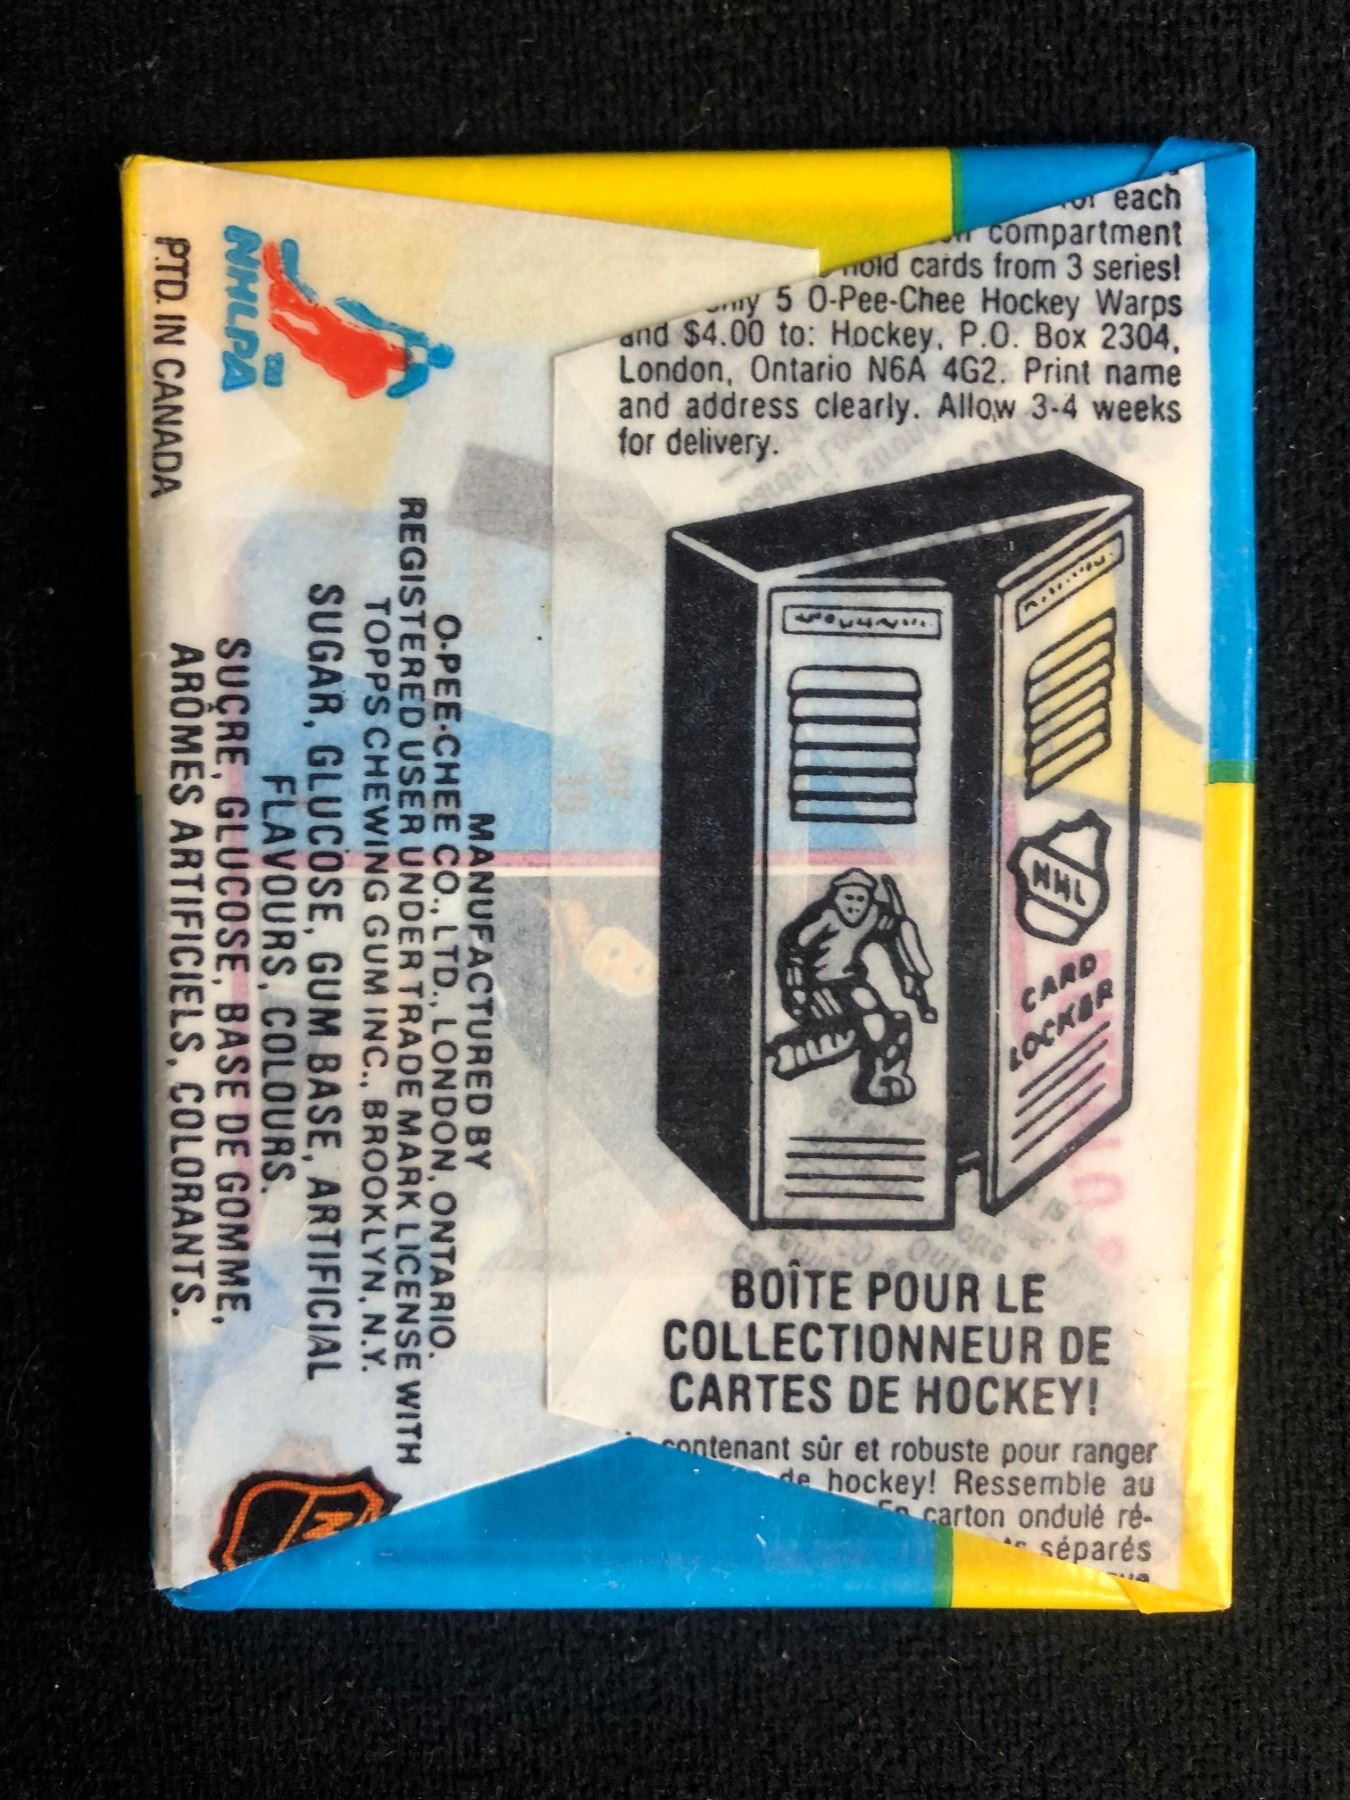 each
compartment
cards from 3 series!
5 O-Pee-Chee Hockey Warps
and $4.00 to: Hockey, P.O. Box 2304,
London, Ontario N6A 4G2. Print name
and address clearly. Allow 3-4 weeks
for delivery.
NHL
CARD
LOCKER
BOÎTE POUR LE
COLLECTIONNEUR DE
CARTES DE HOCKEY!
contenant sûr et robuste pour ranger
de hockey! Ressemble au
En carton ondulé ré-
séparés
NHLPA
TM
PTD. IN CANADA
MANUFACTURED BY
O-PEE-CHEE CO., LTD., LONDON, ONTARIO.
REGISTERED USER UNDER TRADE MARK LICENSE WITH
TOPPS CHEWING GUM INC., BROOKLYN, N.Y.
SUGAR, GLUCOSE, GUM BASE, ARTIFICIAL
FLAVOURS, COLOURS.
SUCRE, GLUCOSE, BASE DE GOMME,
ARÔMES ARTIFICIELS, COLORANTS.